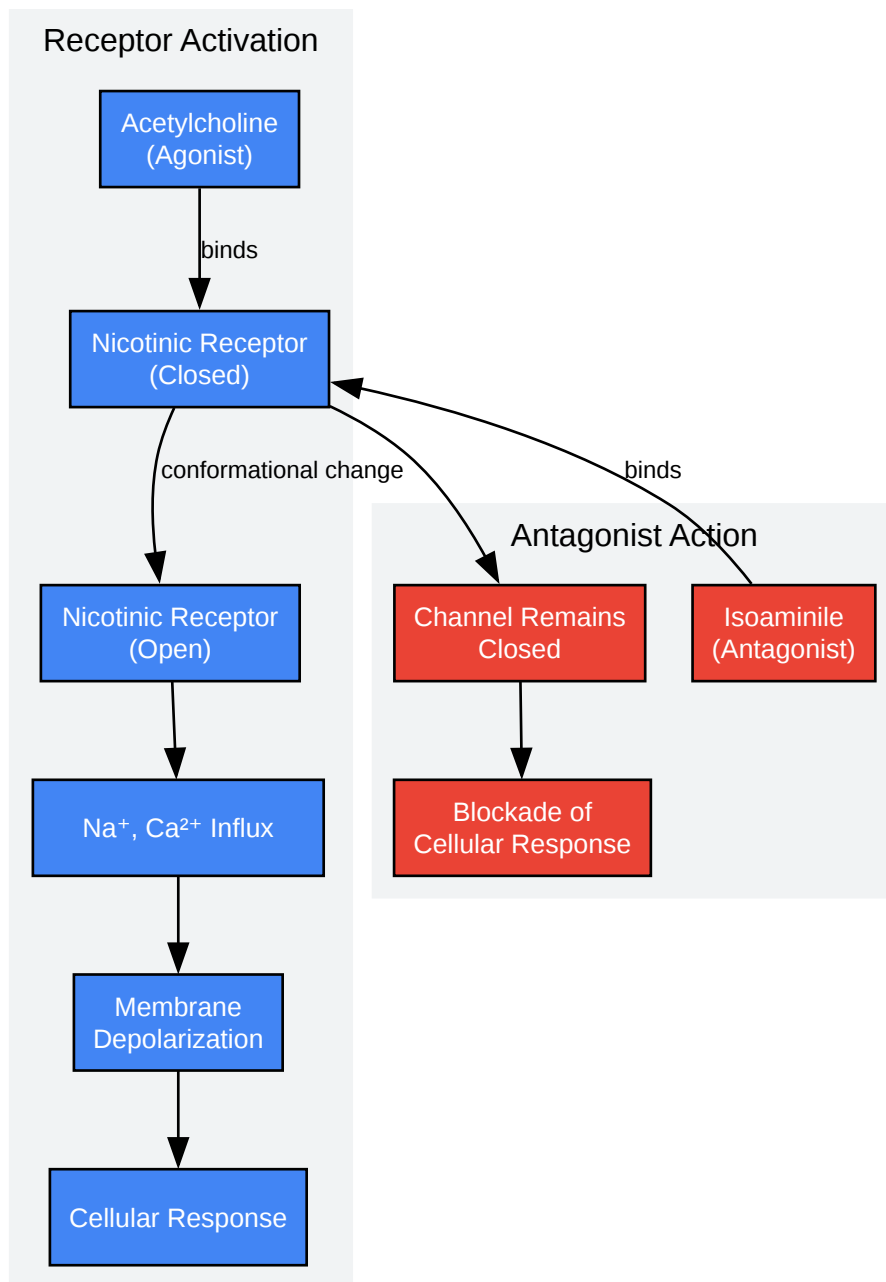 Receptor Activation
Acetylcholine
(Agonist)
binds
Nicotinic Receptor
(Closed)
conformational change
binds
Antagonist Action
Nicotinic Receptor
(Open)
Channel Remains
Closed
Isoaminile
(Antagonist)
Na⁺, Ca²⁺ Influx
Blockade of
Cellular Response
Membrane
Depolarization
Cellular Response